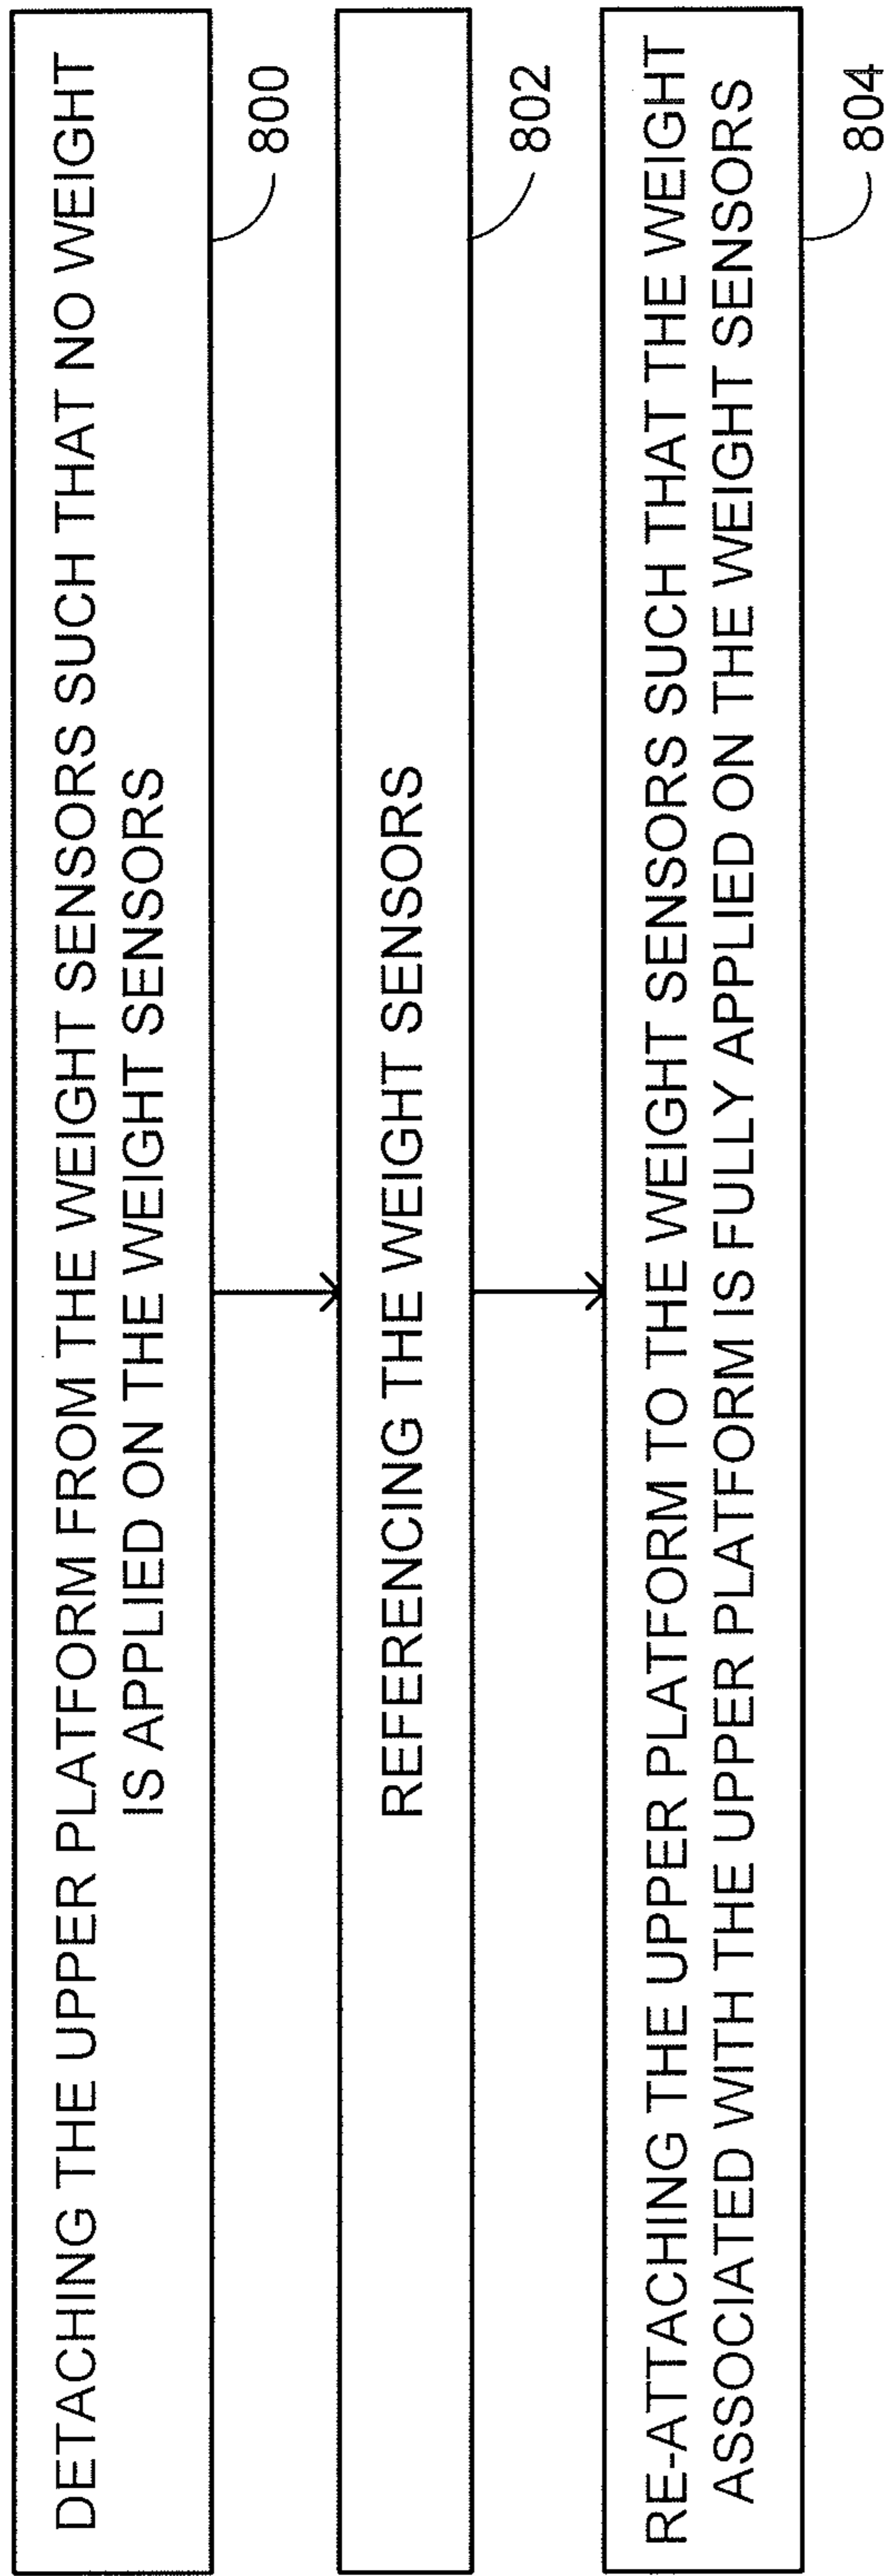 DETACHING THE UPPER PLATFORM FROM THE WEIGHT SENSORS SUCH THAT NO WEIGHT
IS APPLIED ON THE WEIGHT SENSORS
800
REFERENCING THE WEIGHT SENSORS
802
RE-ATTACHING THE UPPER PLATFORM TO THE WEIGHT SENSORS SUCH THAT THE WEIGHT
ASSOCIATED WITH THE UPPER PLATFORM IS FULLY APPLIED ON THE WEIGHT SENSORS
804